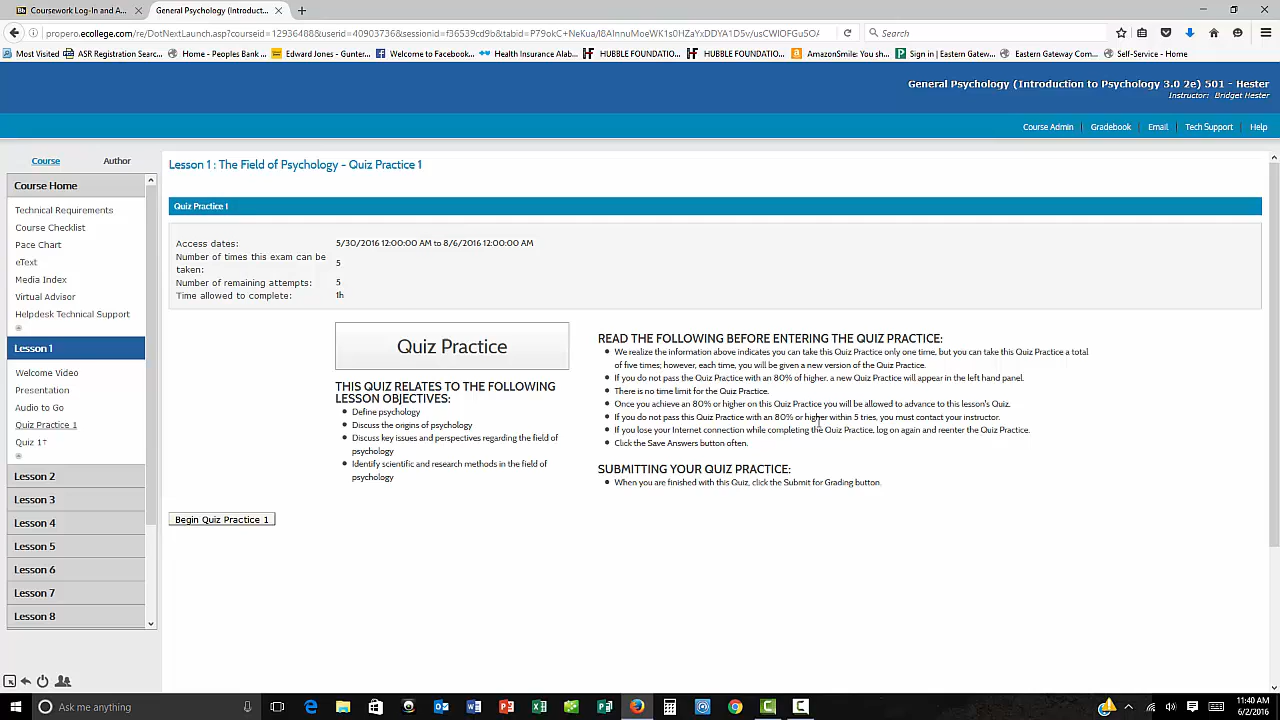 Coursework Log-In and A...
General Psychology (Introduct...
propero.ecollege.com/re/DotNextLaunch.asp?courseid=12936488&userid=40903736&sessionid=
Search
Most Visited
ASR Registration Search...
Home - Peoples Bank ...
Edward Jones - Gunter...
Welcome to Facebook...
Health Insurance Alab...
HUBBLE FOUNDATIO...
HUBBLE FOUNDATIO...
AmazonSmile: You sh...
Sign in | Eastern Gatew...
Eastern Gateway Com...
Self-Service - Home
General Psychology (Introduction to Psychology 3.0 2e) 501 - Hester
Instructor: Bridget Hester
Course Admin
Gradebook
Email
Tech Support
Help
Course
Author
Course Home
Technical Requirements
Course Checklist
Pace Chart
eText
Media Index
Virtual Advisor
Helpdesk Technical Support
Lesson 1
Welcome Video
Presentation
Audio to Go
Quiz Practice 1
Quiz 1†
Lesson 2
Lesson 3
Lesson 4
Lesson 5
Lesson 6
Lesson 7
Lesson 8
Lesson 1 : The Field of Psychology - Quiz Practice 1
Quiz Practice 1
Access dates: 5/30/2016 12:00:00 AM to 8/6/2016 12:00:00 AM
Number of times this exam can be
taken: 5
Number of remaining attempts: 5
Time allowed to complete: 1h
Quiz Practice
THIS QUIZ RELATES TO THE FOLLOWING
LESSON OBJECTIVES:
Define psychology
Discuss the origins of psychology
Discuss key issues and perspectives regarding the field of
psychology
Identify scientific and research methods in the field of
psychology
READ THE FOLLOWING BEFORE ENTERING THE QUIZ PRACTICE:
We realize the information above indicates you can take this Quiz Practice only one time, but you can take this Quiz Practice a total
of five times; however, each time, you will be given a new version of the Quiz Practice.
If you do not pass the Quiz Practice with an 80% of higher, a new Quiz Practice will appear in the left hand panel.
There is no time limit for the Quiz Practice.
Once you achieve an 80% or higher on this Quiz Practice you will be allowed to advance to this lesson's Quiz.
If you do not pass this Quiz Practice with an 80% or higher within 5 tries, you must contact your instructor.
If you lose your Internet connection while completing the Quiz Practice, log on again and reenter the Quiz Practice.
Click the Save Answers button often.
SUBMITTING YOUR QUIZ PRACTICE:
When you are finished with this Quiz, click the Submit for Grading button.
Begin Quiz Practice 1
Ask me anything
11:40 AM
6/2/2016